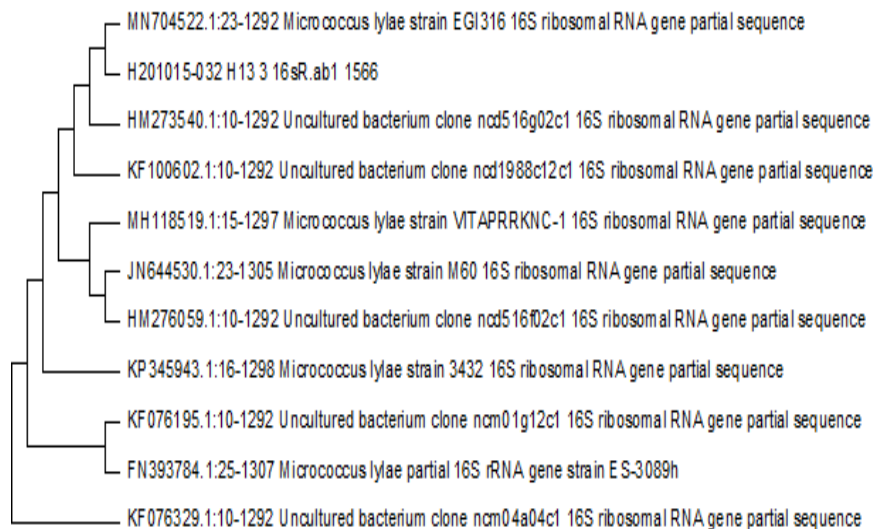 MN704522.1:23-1292 Micrococcus lylae strain EGI316 16S ribosomal RNA gene partial sequence
H201015-032 H13 3 16sR.ab1 1566
HM273540.1:10-1292 Uncultured bacterium clone ncd516g02c1 16S ribosomal RNA gene partial sequence
KF100602.1:10-1292 Uncultured bacterium clone ncd1988c12c1 16S ribosomal RNA gene partial sequence
MH118519.1:15-1297 Micrococcus lylae strain VITAPRRKNC-1 16S ribosomal RNA gene partial sequence
JN644530.1:23-1305 Micrococcus lylae strain M60 16S ribosomal RNA gene partial sequence
HM276059.1:10-1292 Uncultured bacterium clone ncd516f02c1 16S ribosomal RNA gene partial sequence
KP345943.1:16-1298 Micrococcus lylae strain 3432 16S ribosomal RNA gene partial sequence
KF076195.1:10-1292 Uncultured bacterium clone ncm01g12c1 16S ribosomal RNA gene partial sequence
FN393784.1:25-1307 Micrococcus lylae partial 16S rRNA gene strain ES-3089h
KF076329.1:10-1292 Uncultured bacterium clone ncm04a04c1 16S ribosomal RNA gene partial sequence